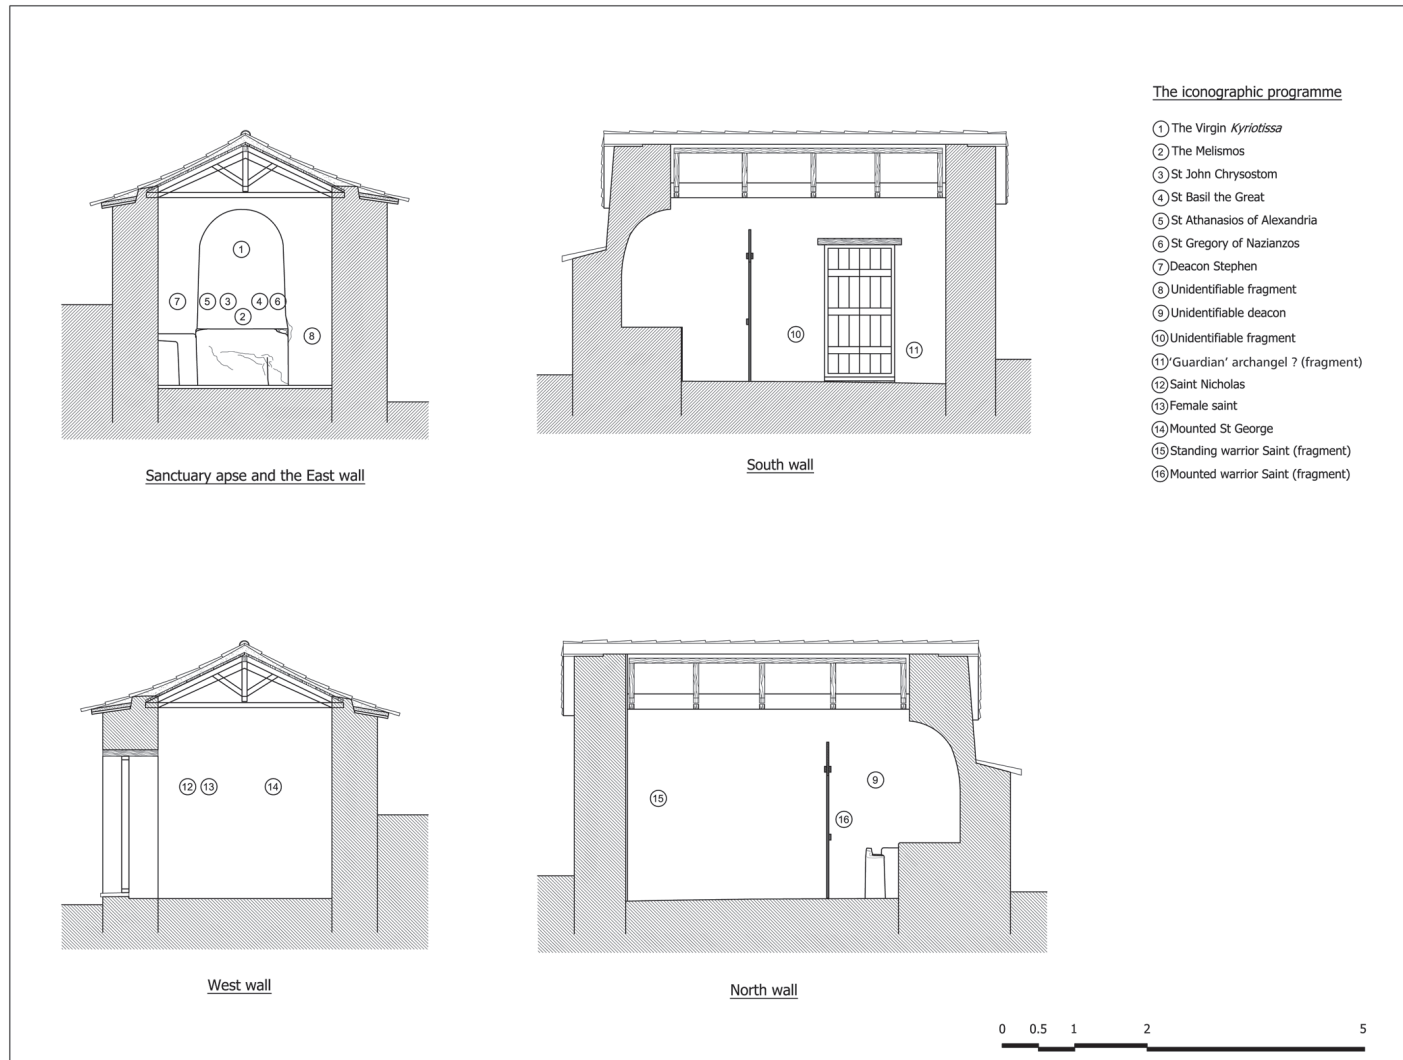 The iconographic programme
1 The Virgin Kyriotissa
2 The Melismos
3 St John Chrysostom
4 St Basil the Great
5 St Athanasios of Alexandria
6 St Gregory of Nazianzos
7 Deacon Stephen
8 Unidentifiable fragment
9 Unidentifiable deacon
10 Unidentifiable fragment
11 'Guardian' archangel ? (fragment)
12 Saint Nicholas
13 Female saint
14 Mounted St George
15 Standing warrior Saint (fragment)
16 Mounted warrior Saint (fragment)
1
7 5 3 4 6
2
8
Sanctuary apse and the East wall
10
11
South wall
12 13 14
West wall
9
15
16
North wall
0 0.5 1 2 5